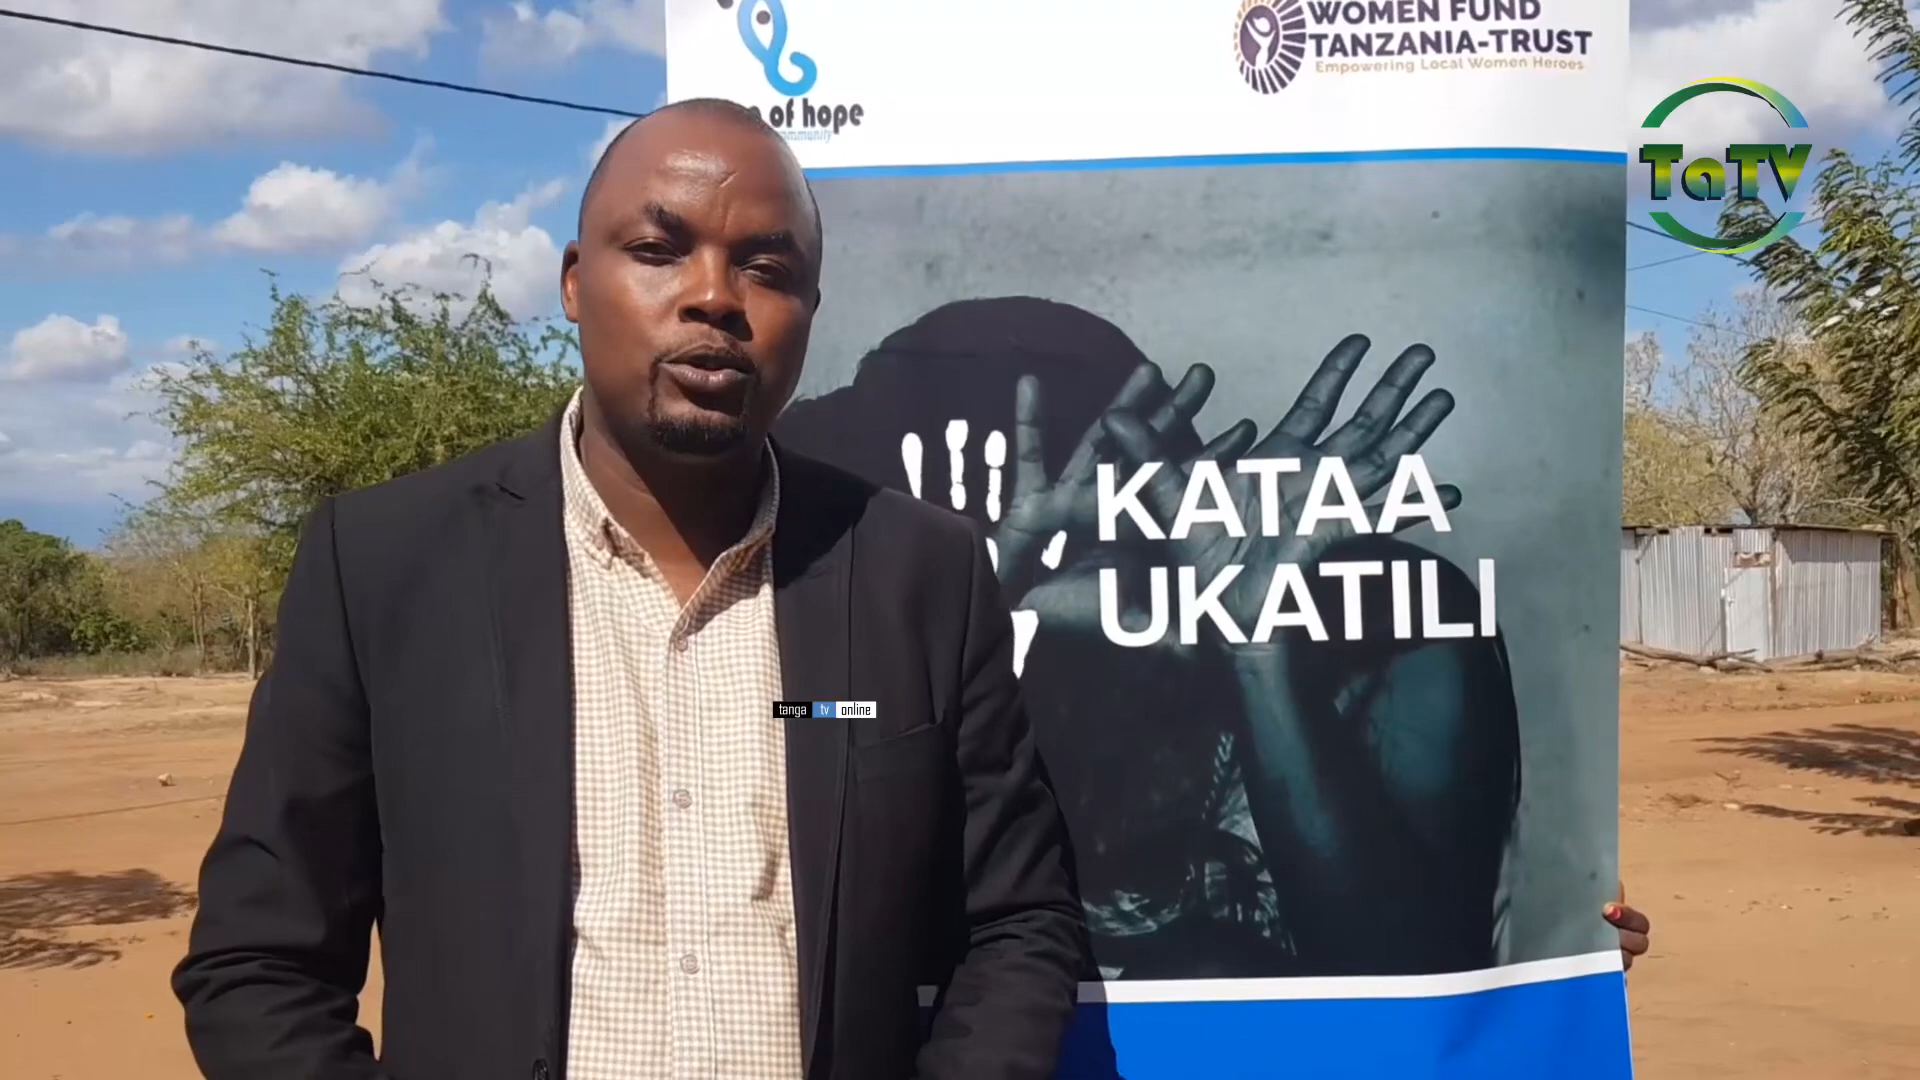 WOMEN FUND
TANZANIA-TRUST
Empowering Local Women Heroes
of hope
TaTV
KATAA
UKATILI
tanga tv online